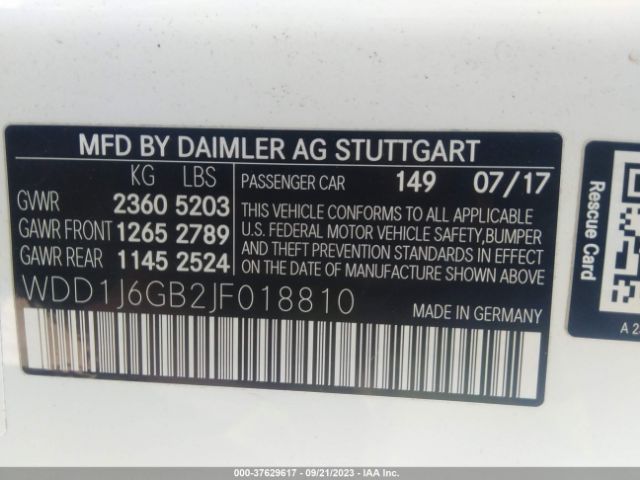 MFD BY DAIMLER AG STUTTGART
KG LBS
GVWR 2360 5203
GAWR FRONT 1265 2789
GAWR REAR 1145 2524
PASSENGER CAR 149 07/17
THIS VEHICLE CONFORMS TO ALL APPLICABLE
U.S. FEDERAL MOTOR VEHICLE SAFETY,BUMPER
AND THEFT PREVENTION STANDARDS IN EFFECT
ON THE DATE OF MANUFACTURE SHOWN ABOVE.
WDD1J6GB2JF018810
MADE IN GERMANY
Rescue Card
A 2
000-37629617 - 09/21/2023 - IAAI.COM